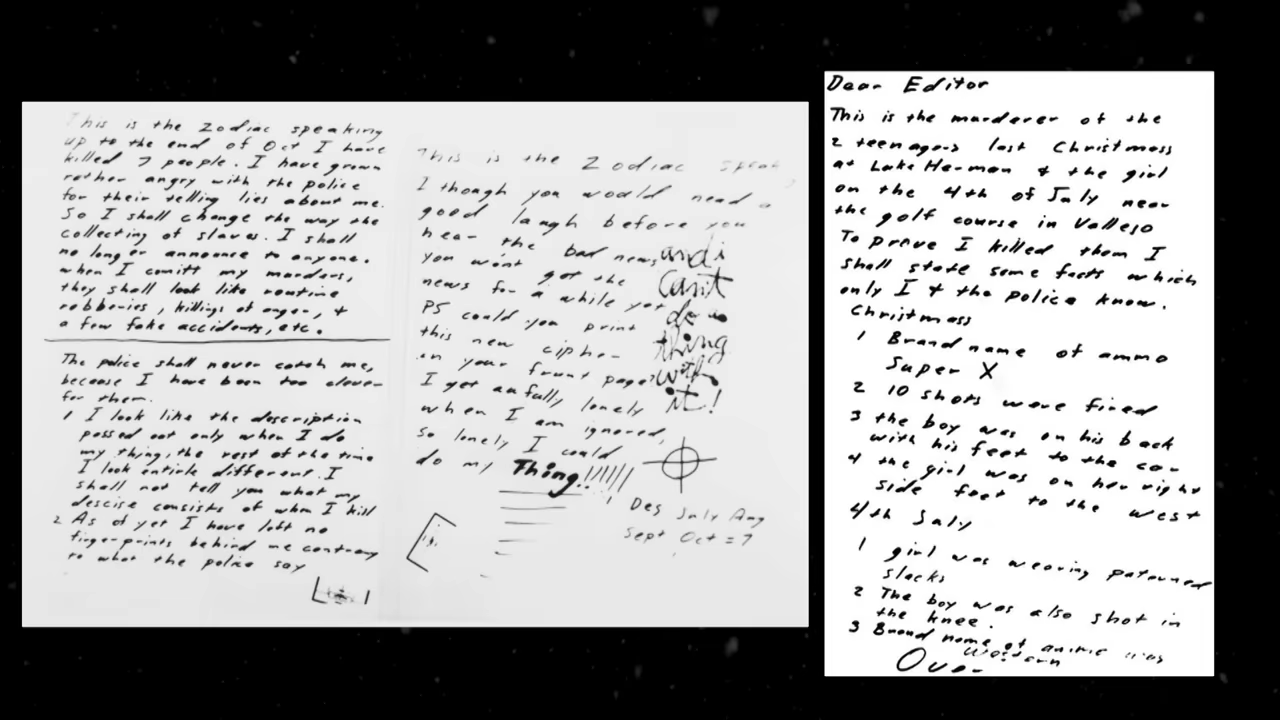 This is the Zodiac speaking
up to the end of Oct I have
killed 7 people. I have grown
rather angry with the police
for their telling lies about me.
So I shall change the way the
collecting of slaves. I shall
no longer announce to anyone.
when I comitt my murders,
they shall look like routine
robberies, killings of anger, +
a few fake accidents, etc.
The police shall never catch me,
because I have been too clever
for them.
1 I look like the description
passed out only when I do
my thing, the rest of the time
I look entirle different. I
shall not tell you what my
descise consists of when I kill
2 As of yet I have left no
fingerprints behind me contrary
to what the police say
1
This is the Zodiac speak
I though you would need a
good laugh before you
hear the bad news
you won't get the
news for a while yet
PS could you print
this new cipher
in your frunt page?
I get awfully lonely
when I am ignored,
So lonely I could
do my Thing!!!!!!
and i
Can't
do a
thing
with
it!
Des July Aug
Sept Oct = 7
Dear Editor
This is the murderer of the
2 teenagers last Christmass
at Lake Herman & the girl
on the 4th of July near
the golf course in Vallejo
To prove I killed them I
shall state some facts which
only I & the police know.
Christmass
1 Brand name of ammo
Super X
2 10 shots were fired
3 the boy was on his back
with his feet to the car
4 the girl was on her right
side feet to the west
4th July
1 girl was wearing paterned
slacks
2 The boy was also shot in
the knee.
3 Brand name of ammo was
Western
Over